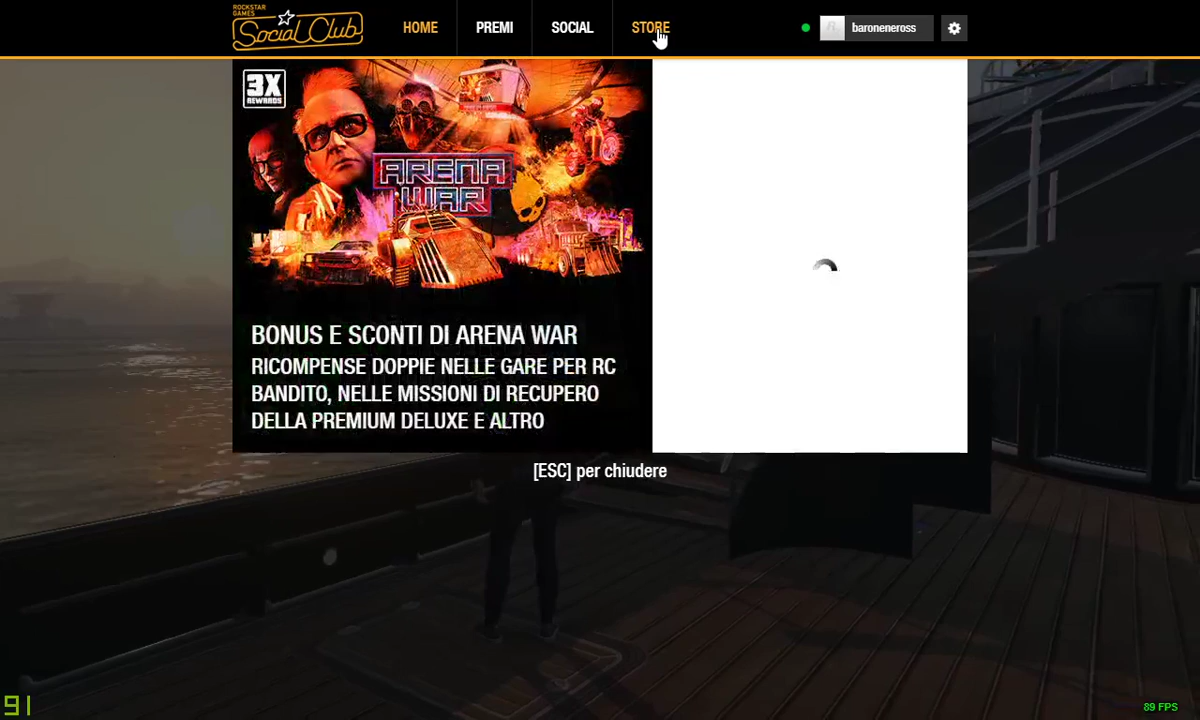 ROCKSTAR
GAMES
Social Club
HOME
PREMI
SOCIAL
STORE
baroneneross
3X
REWARDS
ARENA
WAR
BONUS E SCONTI DI ARENA WAR
RICOMPENSE DOPPIE NELLE GARE PER RC
BANDITO, NELLE MISSIONI DI RECUPERO
DELLA PREMIUM DELUXE E ALTRO
[ESC] per chiudere
91
89 FPS